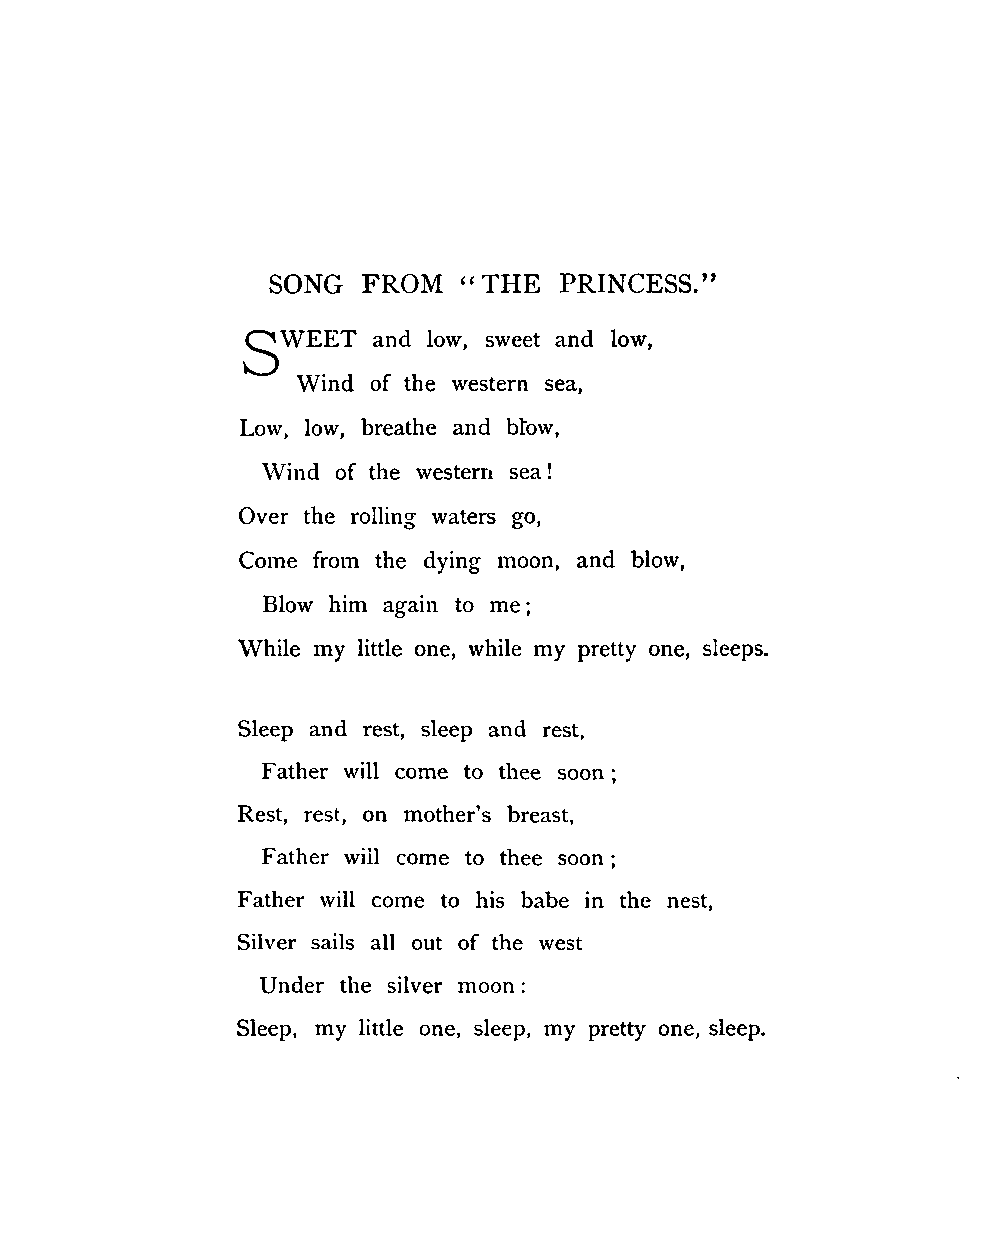 SONG FROM “THE PRINCESS.”
SWEET and low, sweet and low,
Wind of the western sea,
Low, low, breathe and blow,
Wind of the western sea!
Over the rolling waters go,
Come from the dying moon, and blow,
Blow him again to me;
While my little one, while my pretty one, sleeps.

Sleep and rest, sleep and rest,
Father will come to thee soon;
Rest, rest, on mother's breast,
Father will come to thee soon;
Father will come to his babe in the nest,
Silver sails all out of the west
Under the silver moon:
Sleep, my little one, sleep, my pretty one, sleep.